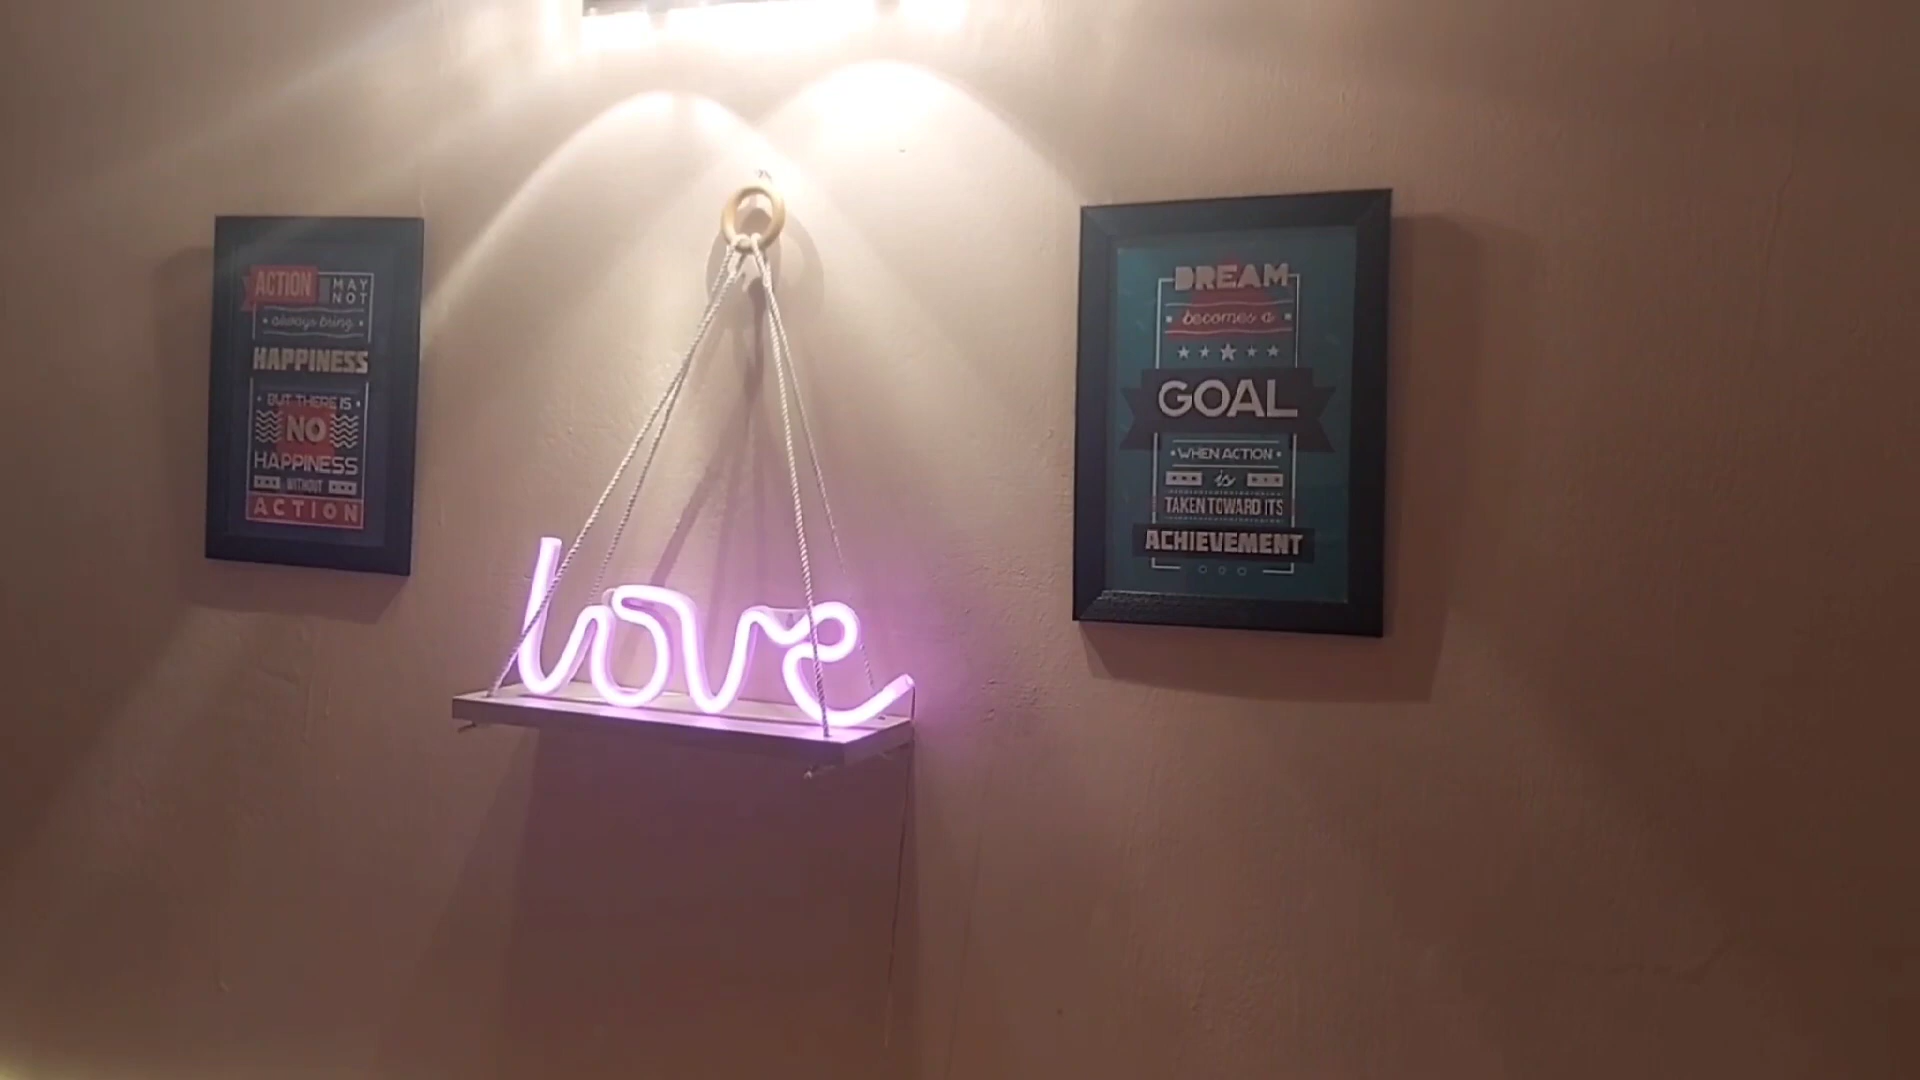 ACTION MAY
NOT
always bring
HAPPINESS
BUT THERE IS
NO
HAPPINESS
WITHOUT
ACTION
love
DREAM
becomes a
GOAL
WHEN ACTION
is
TAKEN TOWARD ITS
ACHIEVEMENT